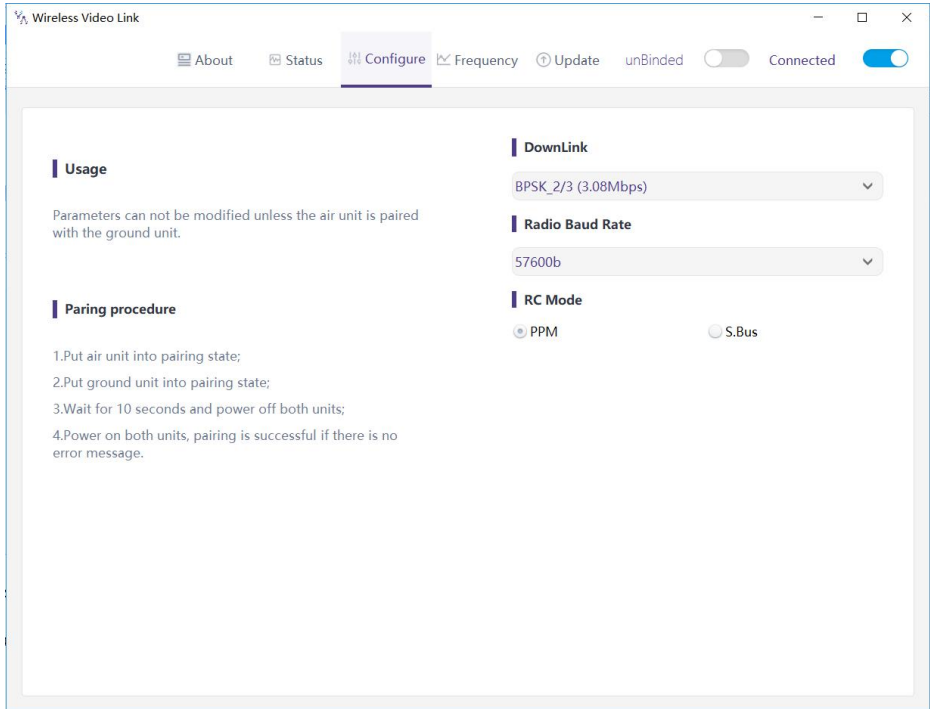 Wireless Video Link
About
Status
Configure
Frequency
Update
unBinded
Connected
Usage
Parameters can not be modified unless the air unit is paired
with the ground unit.
Paring procedure
1.Put air unit into pairing state;
2.Put ground unit into pairing state;
3.Wait for 10 seconds and power off both units;
4.Power on both units, pairing is successful if there is no
error message.
DownLink
BPSK_2/3 (3.08Mbps)
Radio Baud Rate
57600b
RC Mode
PPM
S.Bus